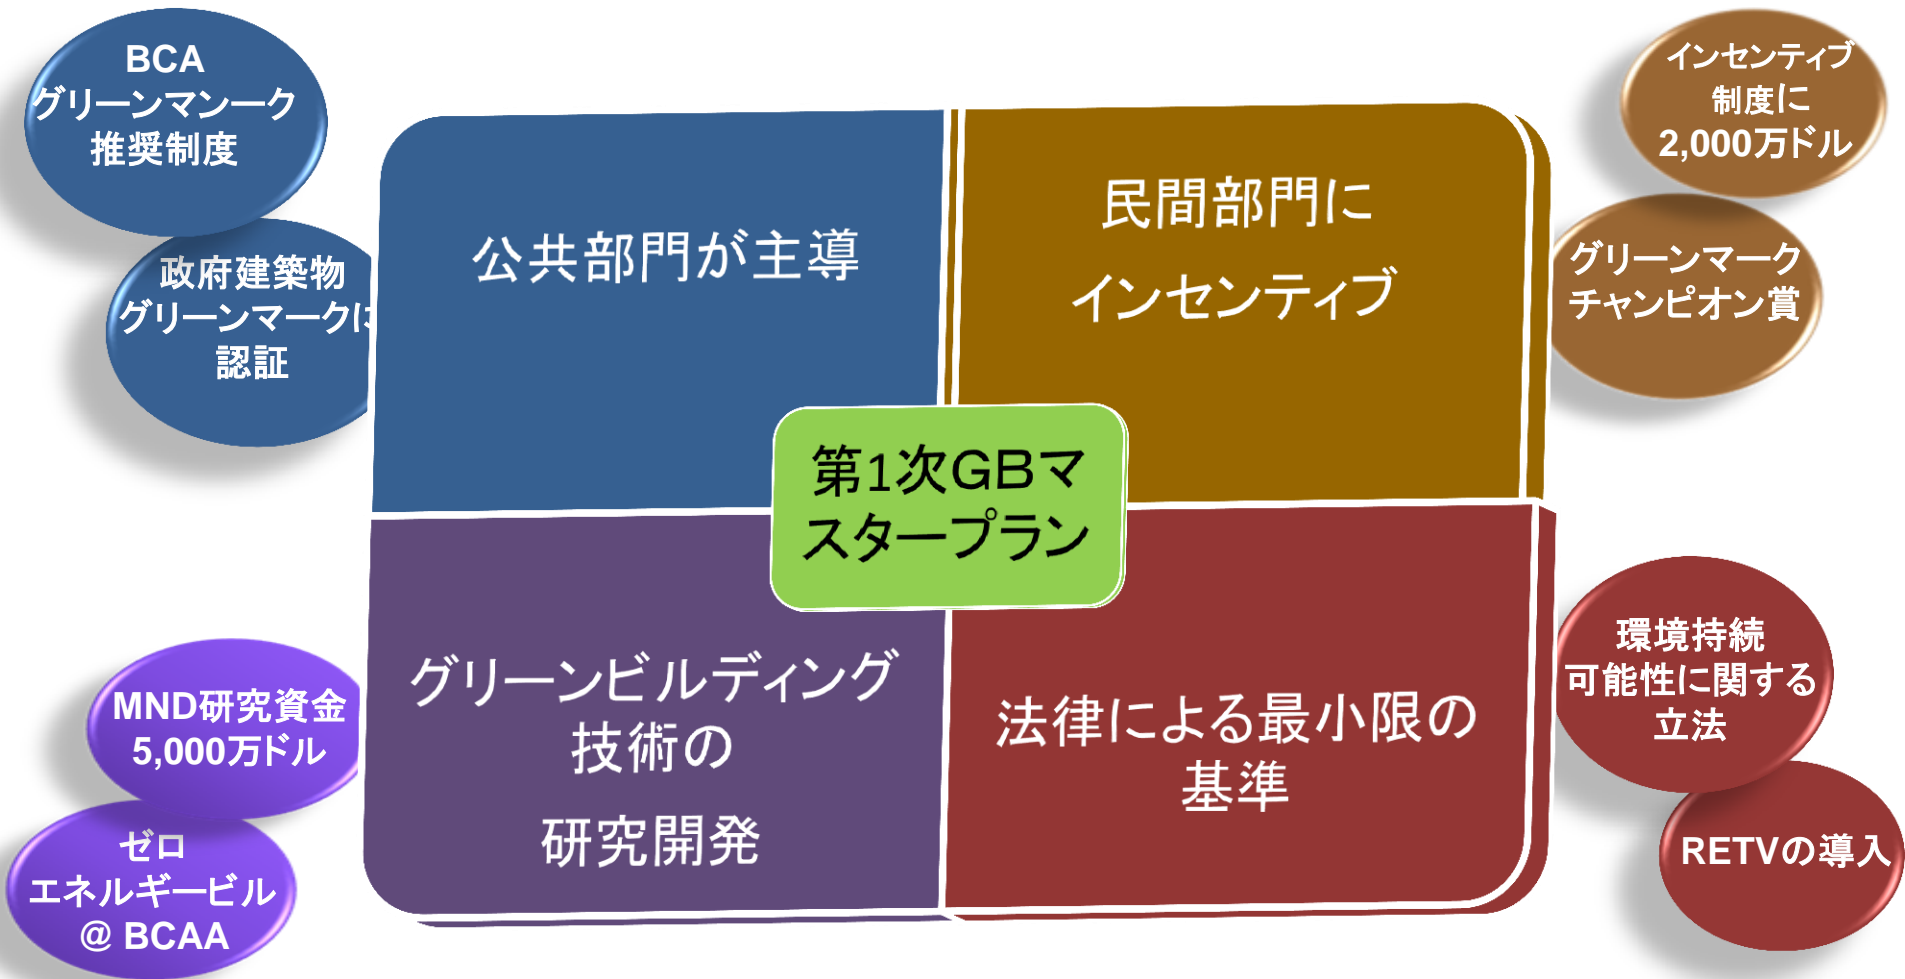 BCA
グリーンマンーク
推奨制度
政府建築物
グリーンマークに
認証
公共部門が主導
民間部門に
インセンティブ
インセンティブ
制度に
2,000万ドル
グリーンマーク
チャンピオン賞
第1次GBマ
スタープラン
MND研究資金
5,000万ドル
ゼロ
エネルギービル
@ BCAA
グリーンビルディング
技術の
研究開発
法律による最小限の
基準
環境持続
可能性に関する
立法
RETVの導入